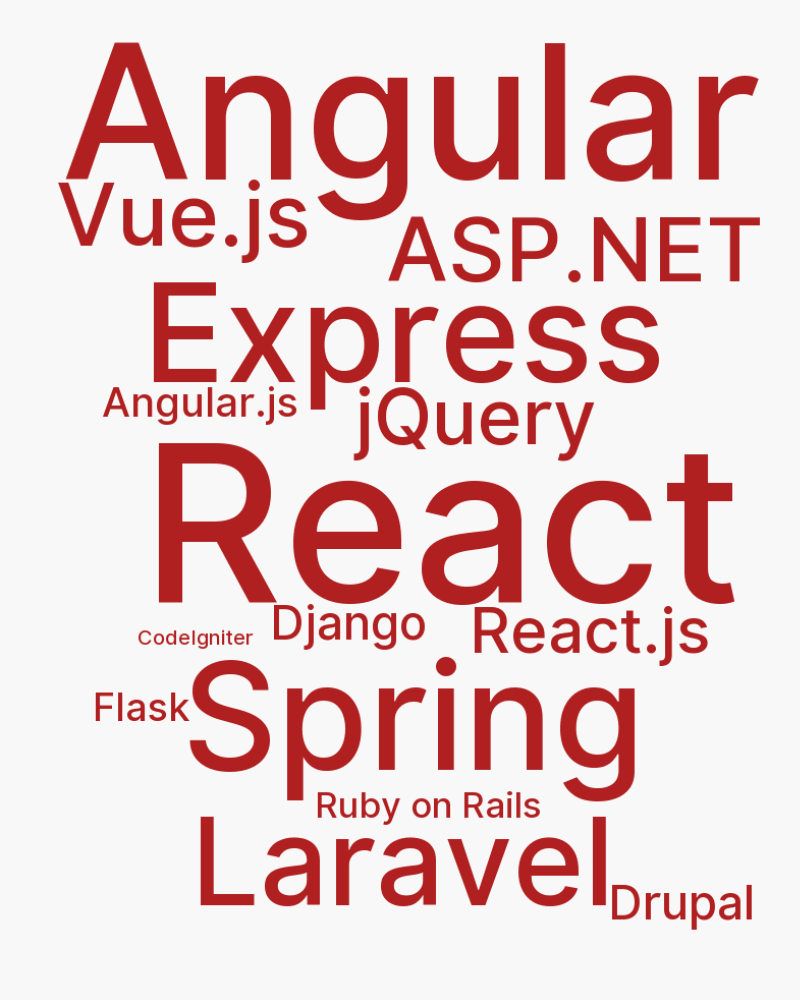 Angular
Vue.js
ASP.NET
Express
Angular.js
jQuery
React
CodeIgniter
Django
React.js
Flask
Spring
Ruby on Rails
Laravel
Drupal